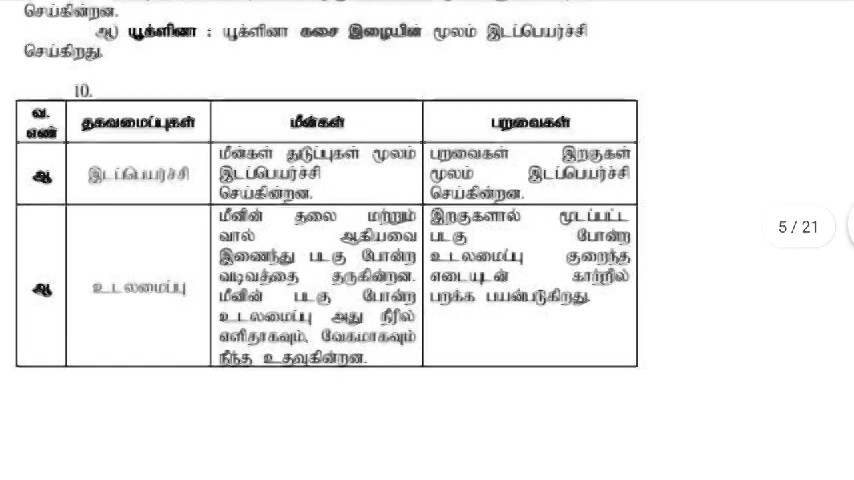 செய்கின்றன.
ஆ) யூக்ளினா : யூக்ளினா கசை இழையின் மூலம் இடப்பெயர்ச்சி
செய்கிறது.
10.
வ. எண்
தகவமைப்புகள்
மீன்கள்
பறவைகள்
ஆ
இடப்பெயர்ச்சி
மீன்கள் துடுப்புகள் மூலம்
இடப்பெயர்ச்சி
செய்கின்றன.
பறவைகள் இறகுகள்
மூலம் இடப்பெயர்ச்சி
செய்கின்றன.
ஆ
உடலமைப்பு
மீனின் தலை மற்றும்
வால் ஆகியவை
இணைந்து படகு போன்ற
வடிவத்தை தருகின்றன.
மீனின் படகு போன்ற
உடலமைப்பு அது நீரில்
எளிதாகவும், வேகமாகவும்
நீந்த உதவுகின்றன.
இறகுகளால் மூடப்பட்ட
படகு போன்ற
உடலமைப்பு குறைந்த
எடையுடன் காற்றில்
பறக்க பயன்படுகிறது.
5 / 21